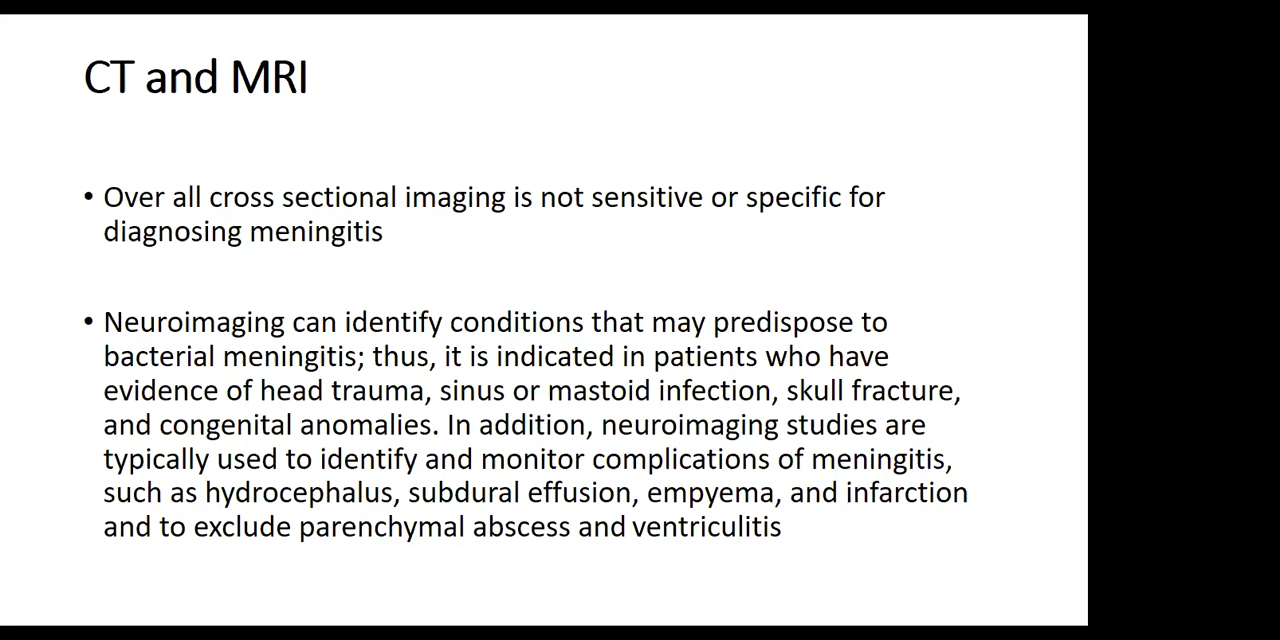 CT and MRI
• Over all cross sectional imaging is not sensitive or specific for
diagnosing meningitis
• Neuroimaging can identify conditions that may predispose to
bacterial meningitis; thus, it is indicated in patients who have
evidence of head trauma, sinus or mastoid infection, skull fracture,
and congenital anomalies. In addition, neuroimaging studies are
typically used to identify and monitor complications of meningitis,
such as hydrocephalus, subdural effusion, empyema, and infarction
and to exclude parenchymal abscess and ventriculitis